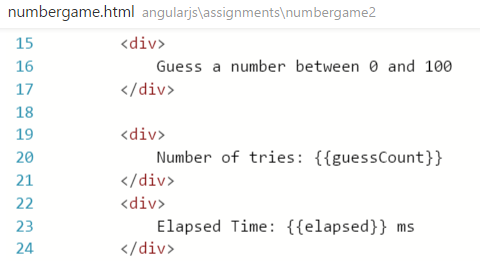 numbergame.html angularjs\assignments\numbergame2
15 <div>
16 Guess a number between 0 and 100
17 </div>
18
19 <div>
20 Number of tries: {{guessCount}}
21 </div>
22 <div>
23 Elapsed Time: {{elapsed}} ms
24 </div>